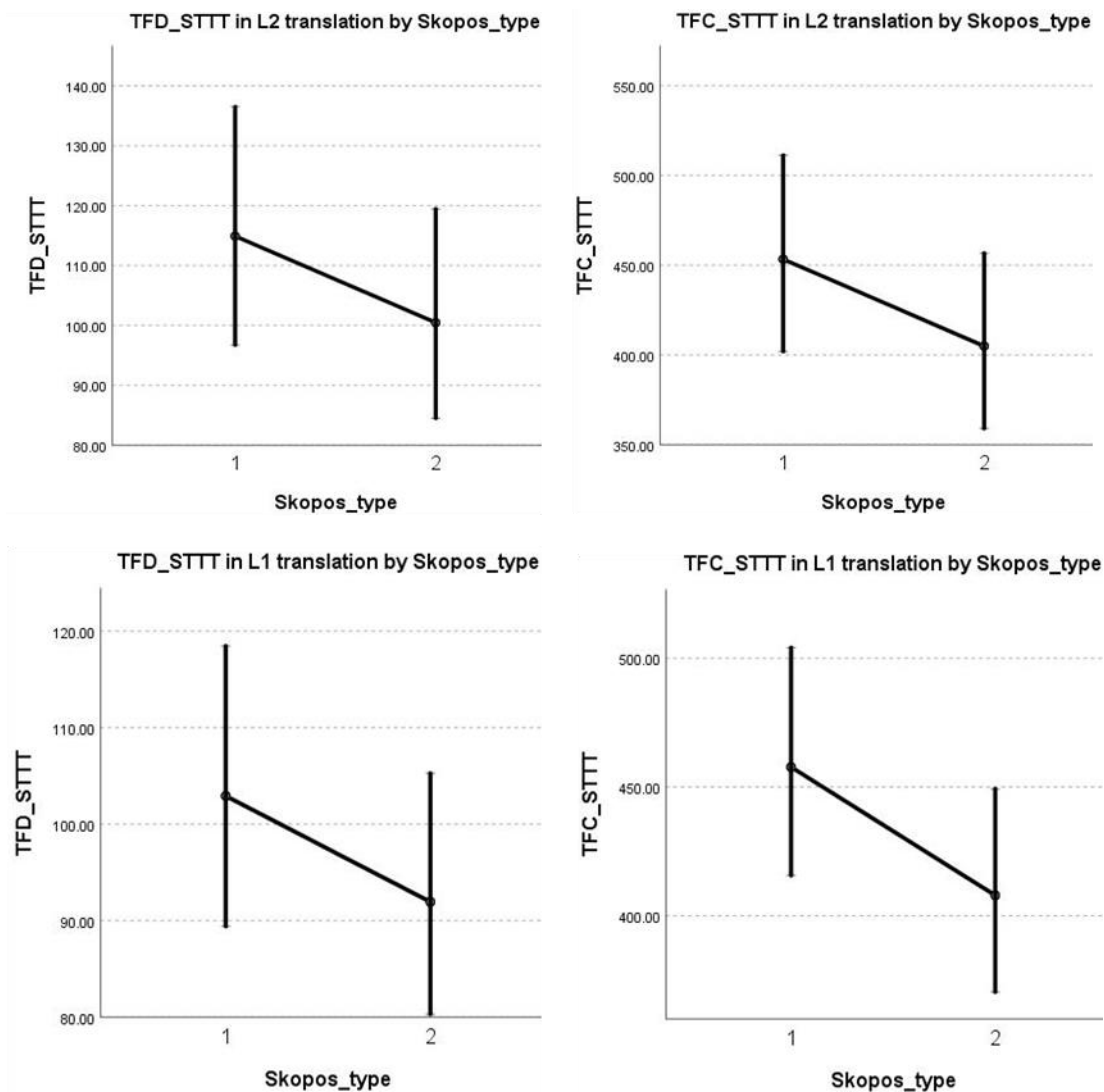 TFD_STTT in L2 translation by Skopos_type
140.00
130.00
120.00
110.00
100.00
90.00
80.00
TFD_STTT
1
2
Skopos_type
TFC_STTT in L2 translation by Skopos_type
550.00
500.00
450.00
400.00
350.00
TFC_STTT
1
2
Skopos_type
TFD_STTT in L1 translation by Skopos_type
120.00
110.00
100.00
90.00
80.00
TFD_STTT
1
2
Skopos_type
TFC_STTT in L1 translation by Skopos_type
500.00
450.00
400.00
TFC_STTT
1
2
Skopos_type